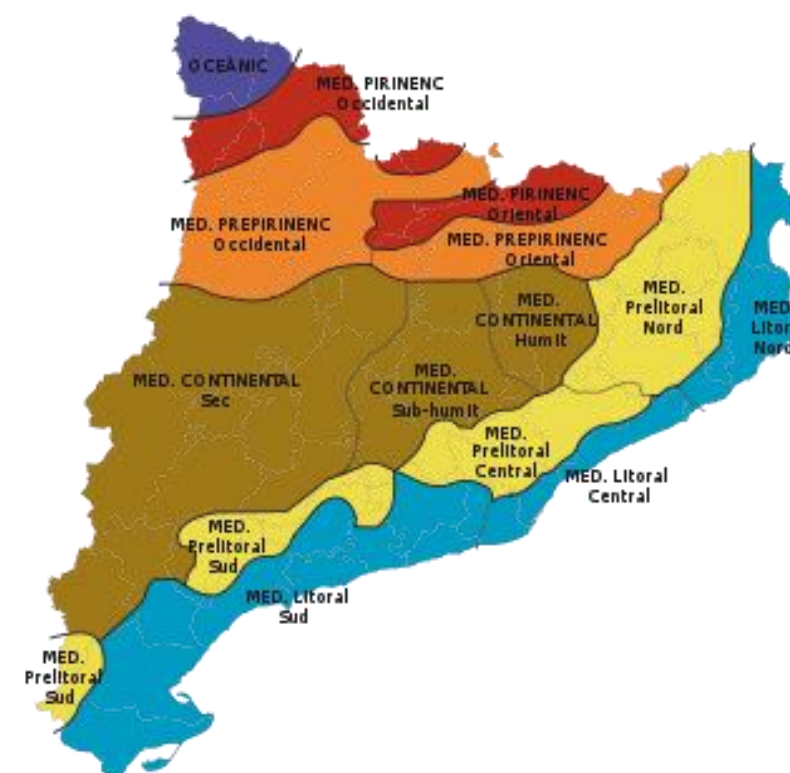 OCEÀNIC
MED. PIRINENC
Occidental
MED. PIRINENC
Oriental
MED. PREPIRINENC
Occidental
MED. PREPIRINENC
Oriental
MED.
Prelitoral
Nord
MED.
CONTINENTAL
Humit
MED
Litor
Nord
MED. CONTINENTAL
Sec
MED.
CONTINENTAL
Sub-humit
MED.
Prelitoral
Central
MED. Litoral
Central
MED.
Prelitoral
Sud
MED. Litoral
Sud
MED.
Prelitoral
Sud